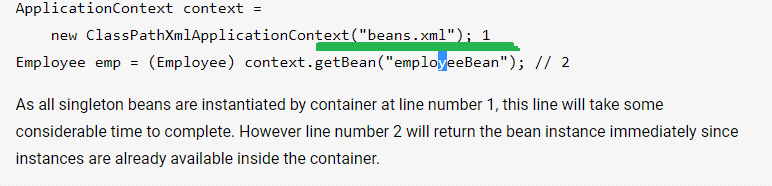 ApplicationContext context =
new ClassPathXmlApplicationContext("beans.xml"); 1
Employee emp = (Employee) context.getBean("employeeBean"); // 2
As all singleton beans are instantiated by container at line number 1, this line will take some
considerable time to complete. However line number 2 will return the bean instance immediately since
instances are already available inside the container.